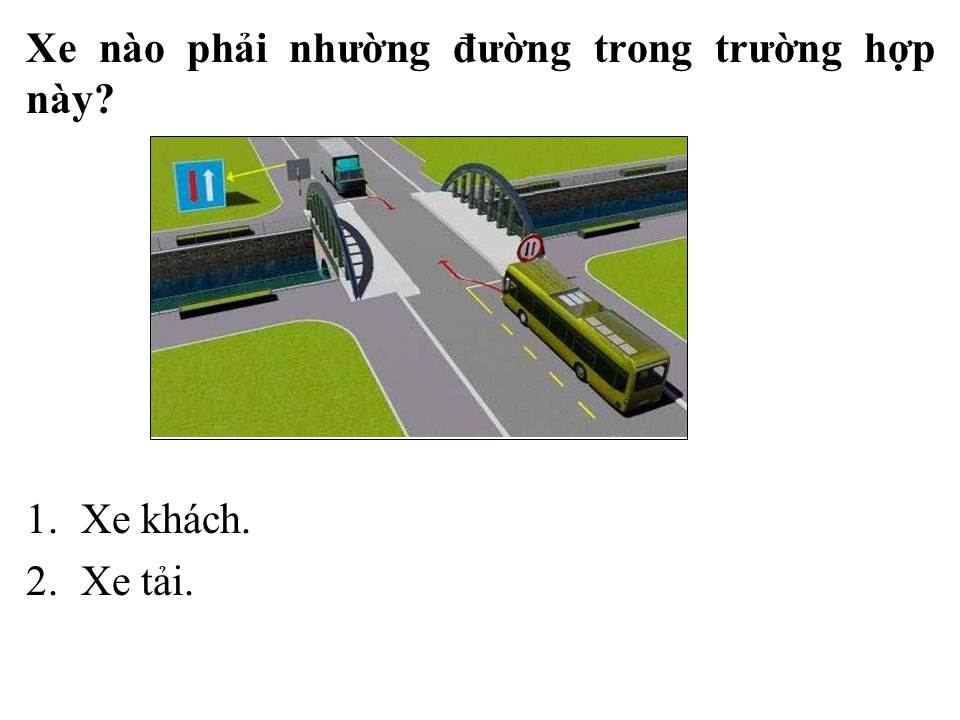 Xe nào phải nhường đường trong trường hợp
này?
1. Xe khách.
2. Xe tải.